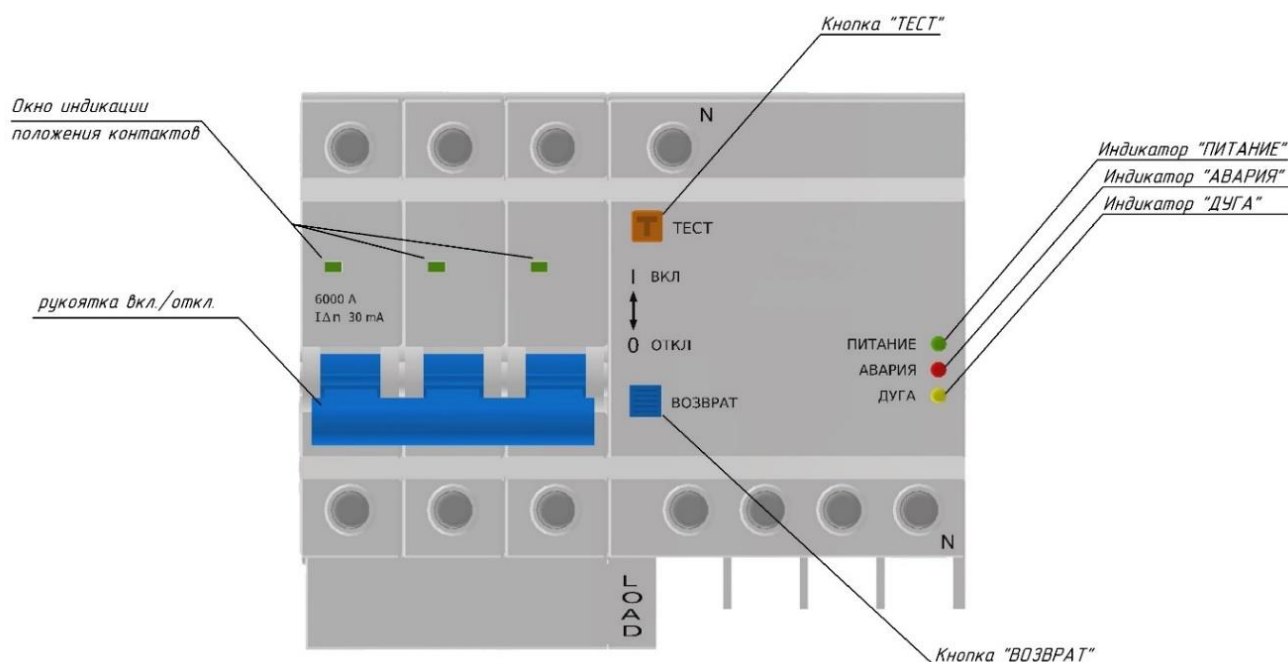 Кнопка "ТЕСТ"
Окно индикации
положения контактов
N
Индикатор "ПИТАНИЕ"
Индикатор "АВАРИЯ"
Индикатор "ДУГА"
T ТЕСТ
I ВКЛ
6000 A
IΔn 30 mA
рукоятка вкл./откл.
0 ОТКЛ
ПИТАНИЕ
АВАРИЯ
ДУГА
ВОЗВРАТ
N
LOAD
Кнопка "ВОЗВРАТ"